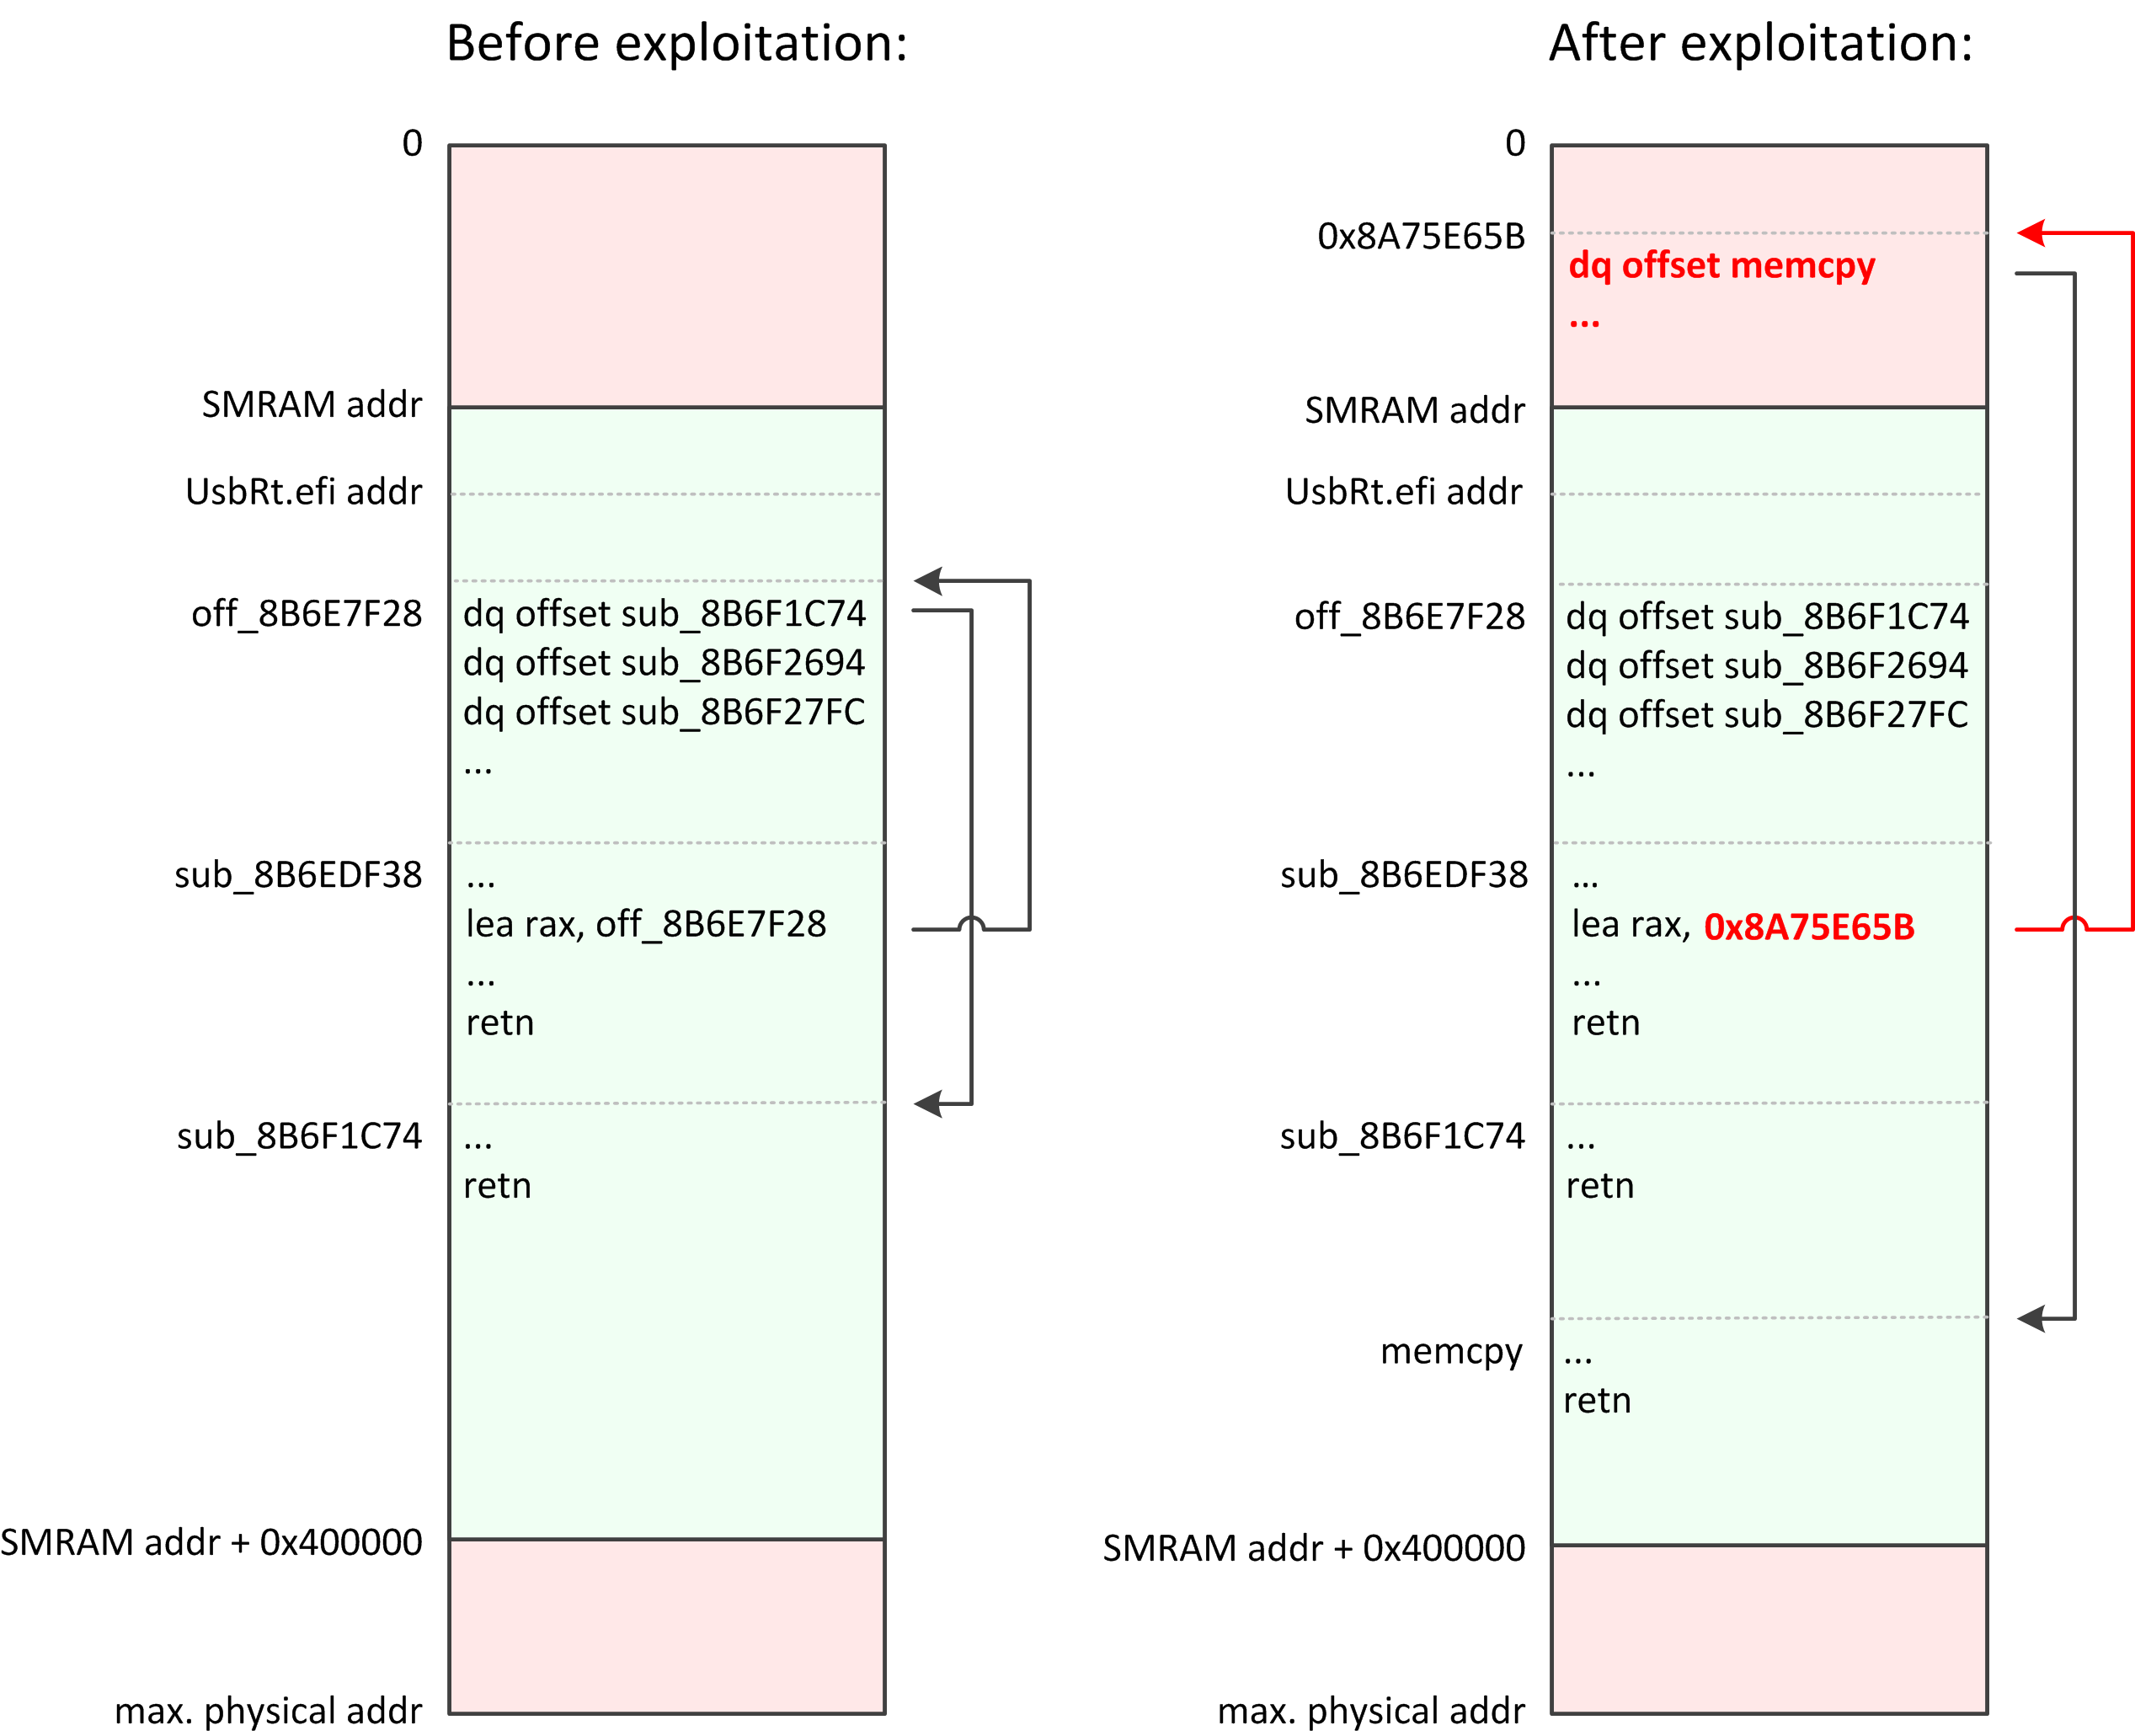 Before exploitation:
0
SMRAM addr
UsbRt.efi addr
off_8B6E7F28
dq offset sub_8B6F1C74
dq offset sub_8B6F2694
dq offset sub_8B6F27FC
...
sub_8B6EDF38
...
lea rax, off_8B6E7F28
...
retn
sub_8B6F1C74
...
retn
SMRAM addr + 0x400000
max. physical addr
After exploitation:
0
0x8A75E65B
dq offset memcpy
...
SMRAM addr
UsbRt.efi addr
off_8B6E7F28
dq offset sub_8B6F1C74
dq offset sub_8B6F2694
dq offset sub_8B6F27FC
...
sub_8B6EDF38
...
lea rax, 0x8A75E65B
...
retn
sub_8B6F1C74
...
retn
memcpy
...
retn
SMRAM addr + 0x400000
max. physical addr